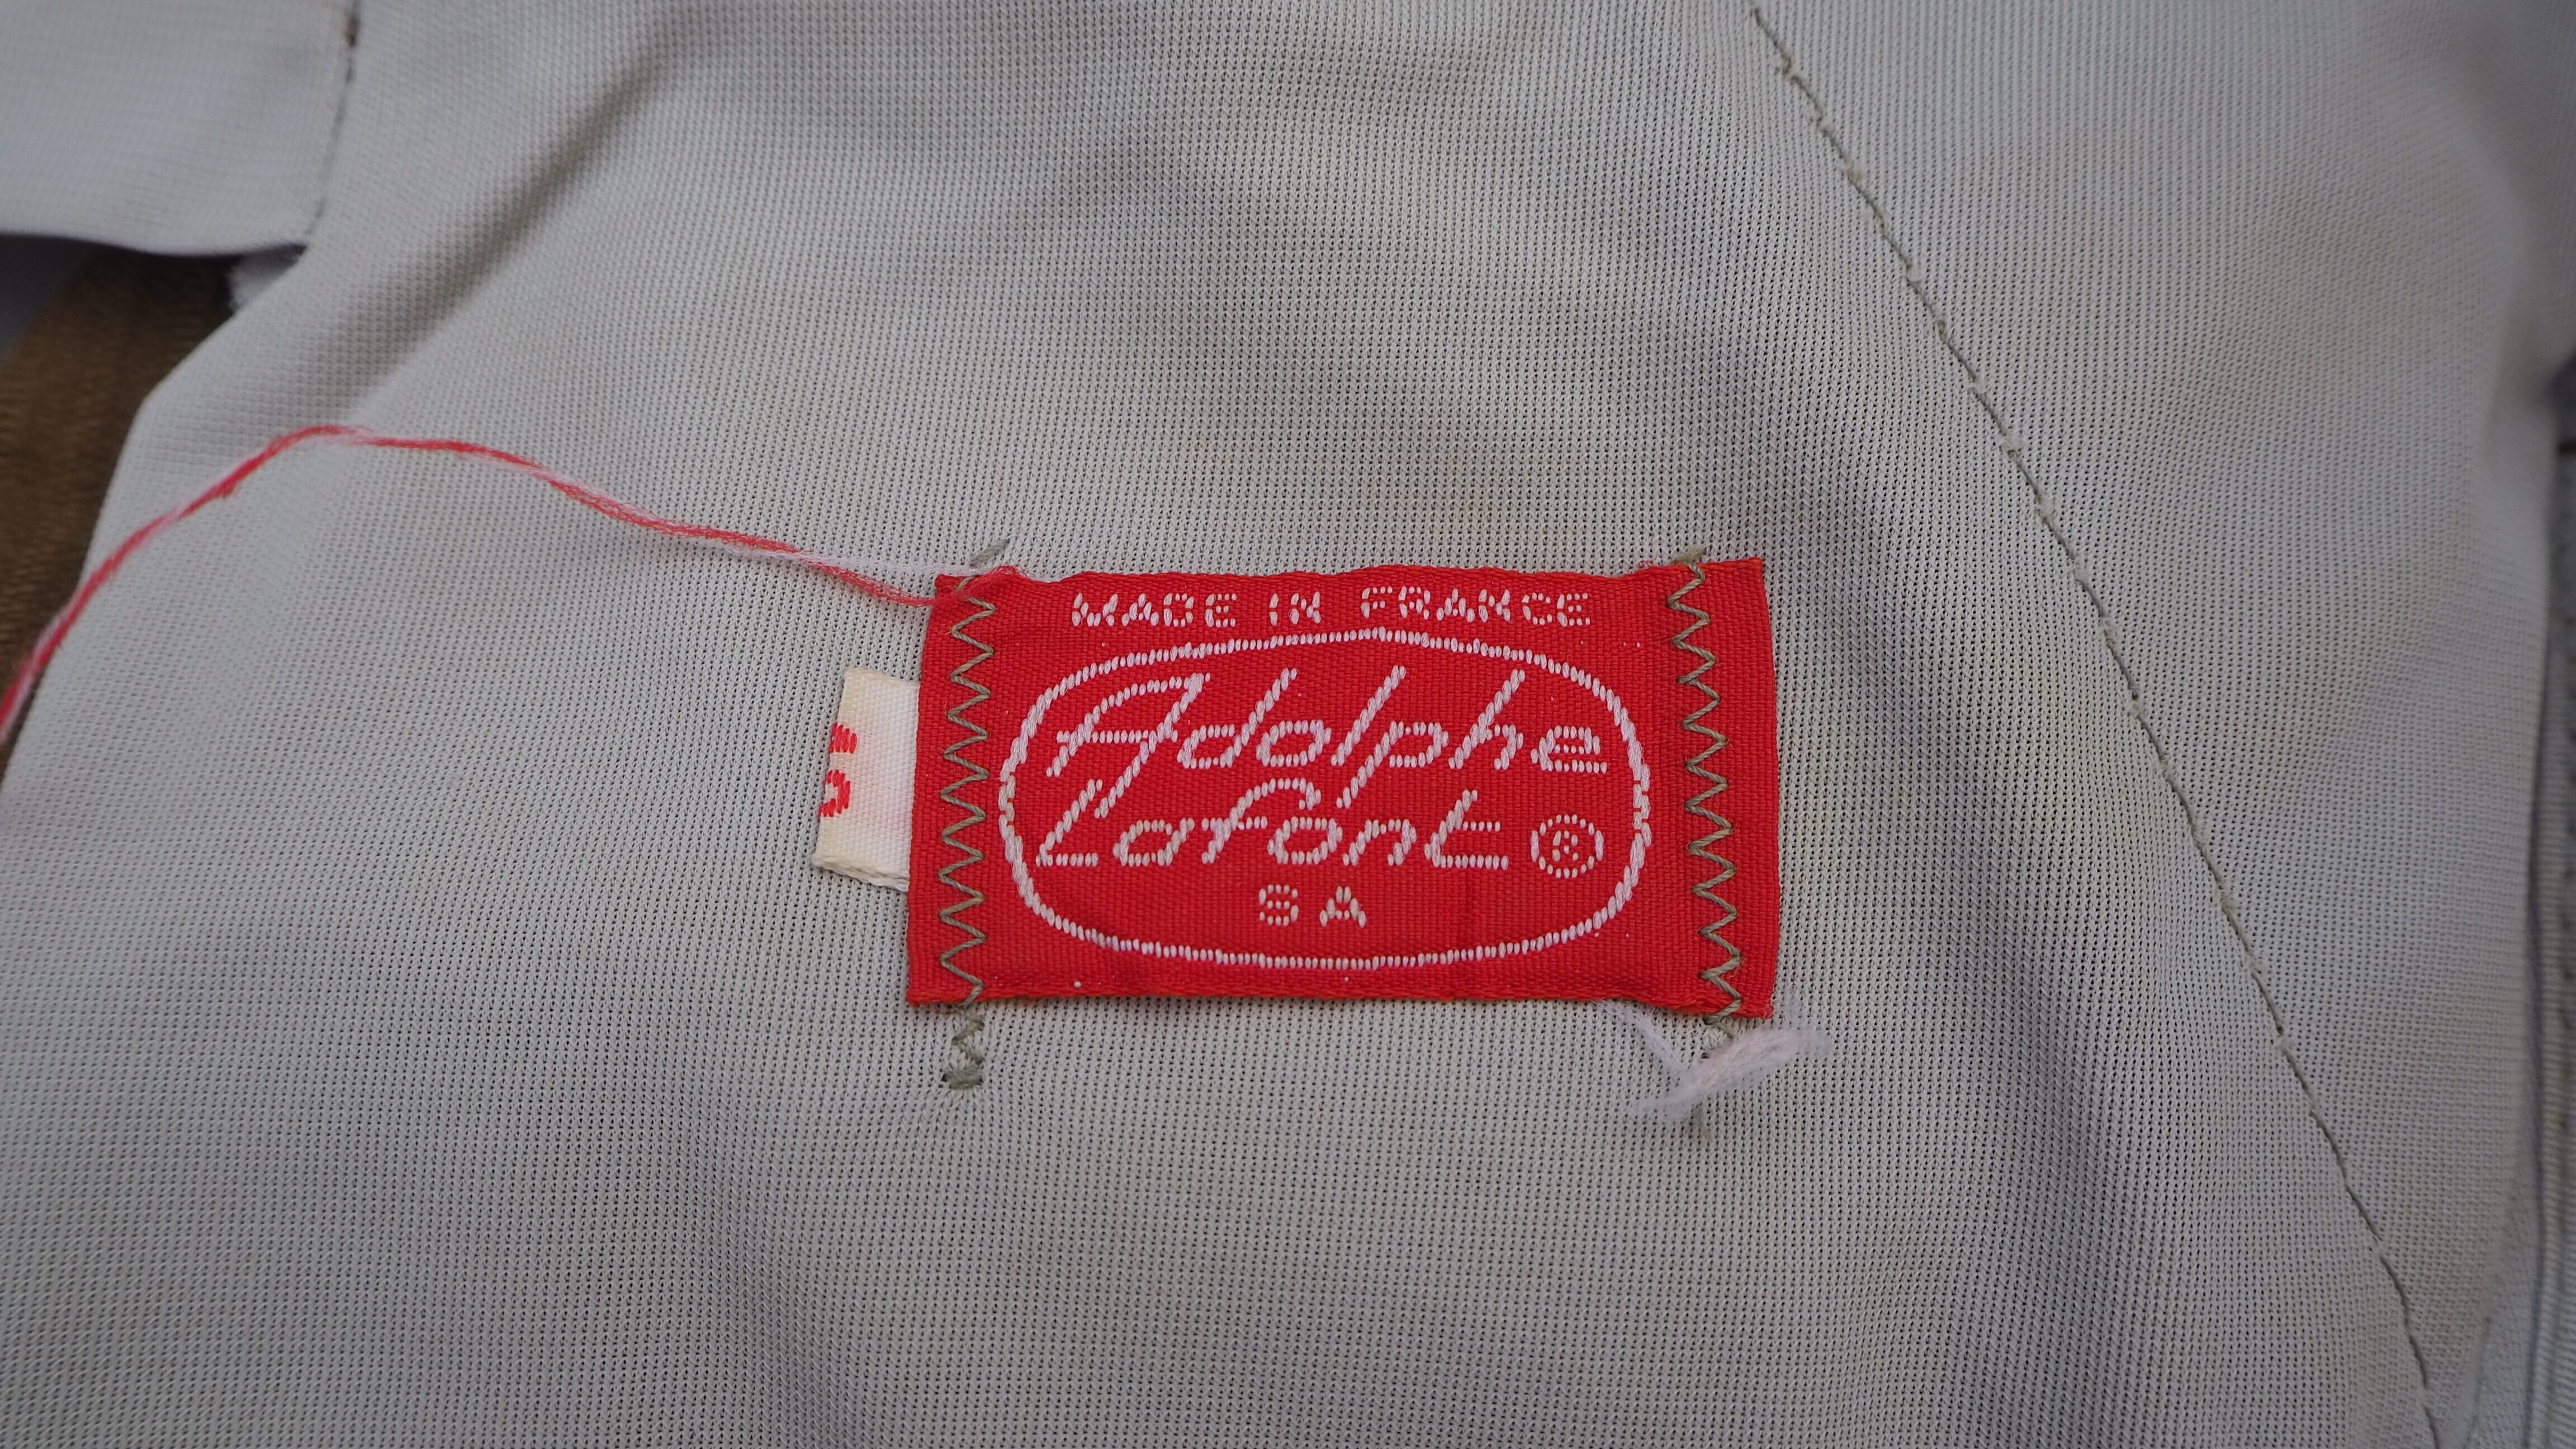 MADE IN FRANCE
Adolphe
Lafont ®
SA